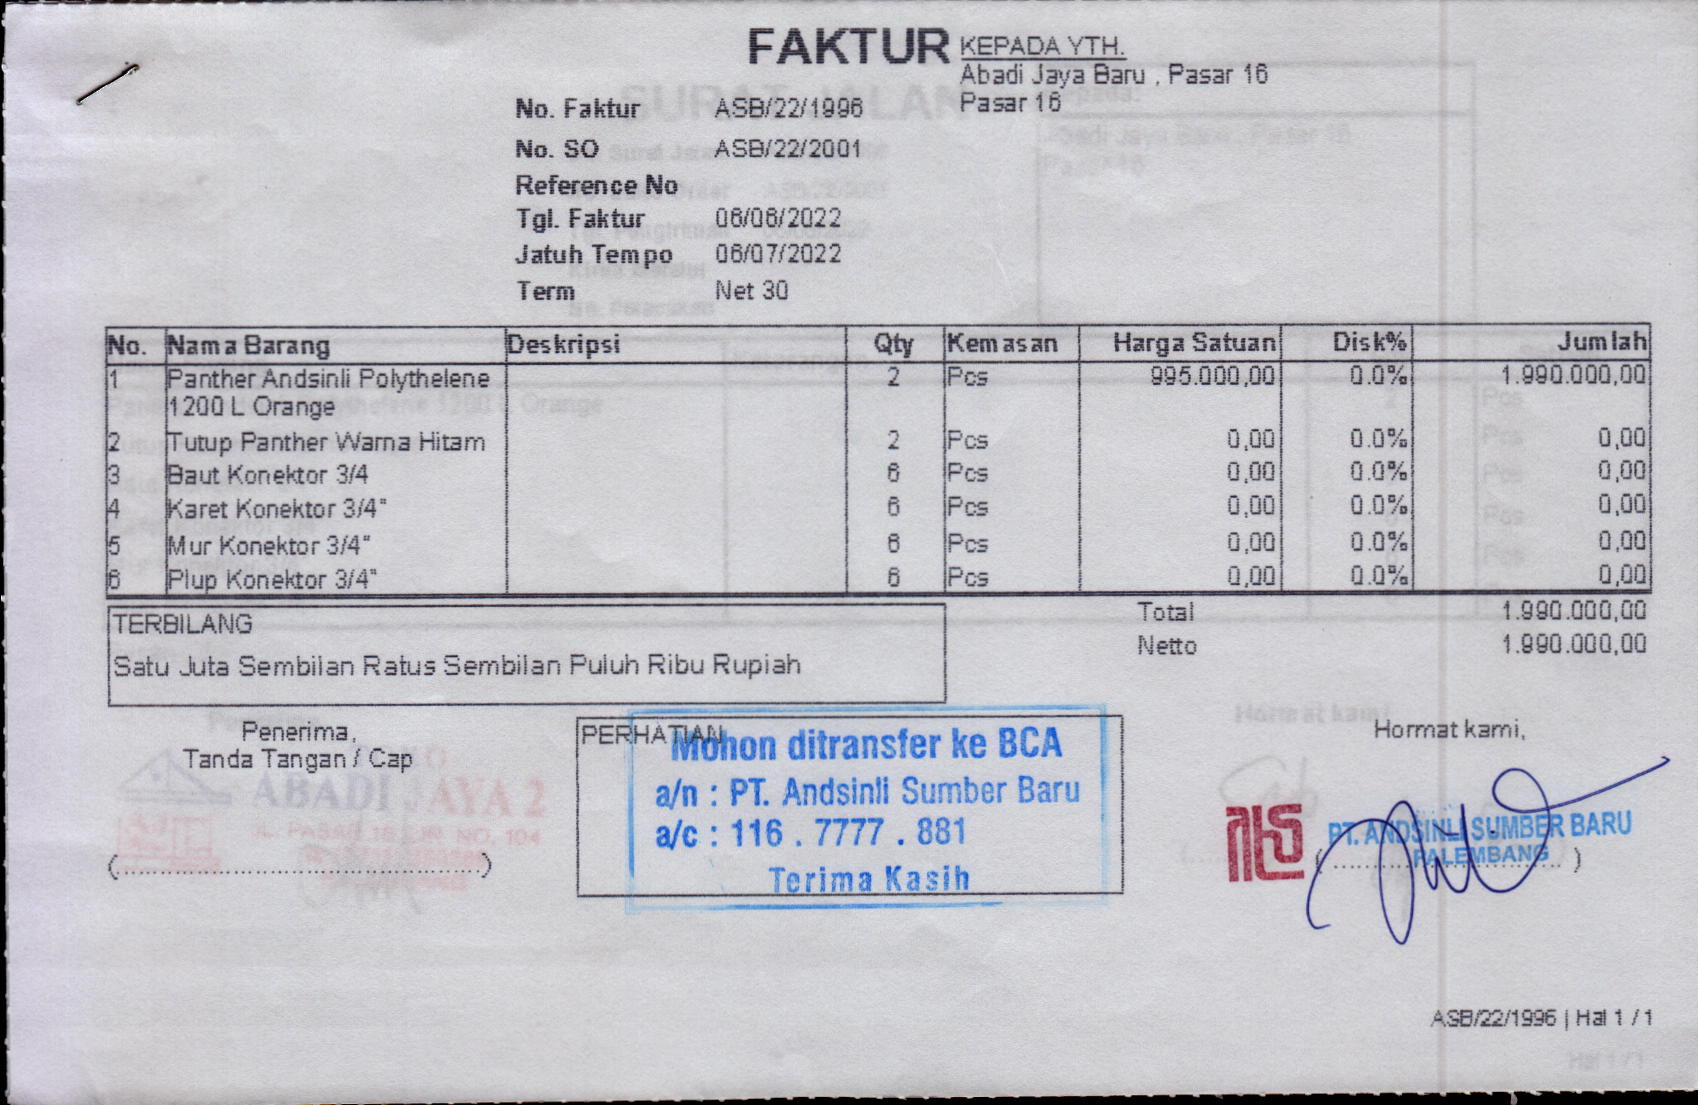 FAKTUR
KEPADA YTH.
Abadi Jaya Baru , Pasar 16
Pasar 16
No. Faktur ASB/22/1996
No. SO ASB/22/2001
Reference No
Tgl. Faktur 06/06/2022
Jatuh Tempo 06/07/2022
Term Net 30
No. Nama Barang Deskripsi Qty Kemasan Harga Satuan Disk% Jumlah
1 Panther Andsinli Polythelene 2 Pcs 995.000,00 0.0% 1.990.000,00
1200 L Orange
2 Tutup Panther Warna Hitam 2 Pcs 0,00 0.0% 0,00
3 Baut Konektor 3/4 6 Pcs 0,00 0.0% 0,00
4 Karet Konektor 3/4" 6 Pcs 0,00 0.0% 0,00
5 Mur Konektor 3/4" 6 Pcs 0,00 0.0% 0,00
6 Plup Konektor 3/4" 6 Pcs 0,00 0.0% 0,00
Total 1.990.000,00
Netto 1.990.000,00
TERBILANG
Satu Juta Sembilan Ratus Sembilan Puluh Ribu Rupiah
Penerima,
Tanda Tangan / Cap
ABADI JAYA 2
(................................................)
PERHATIAN
Mohon ditransfer ke BCA
a/n : PT. Andsinli Sumber Baru
a/c : 116 . 7777 . 881
Terima Kasih
Hormat kami,
PT. ANDSINLI SUMBER BARU
PALEMBANG
ASB/22/1996 | Hal 1 / 1